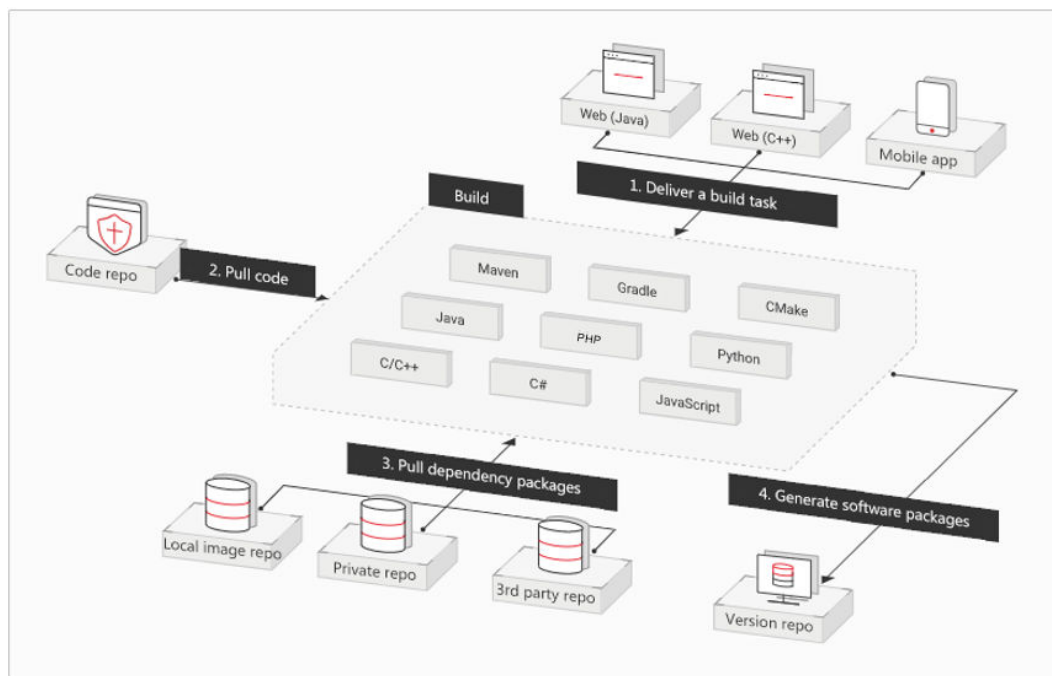 Web (Java)
Web (C++)
Mobile app
1. Deliver a build task
Build
Code repo
2. Pull code
Maven
Gradle
CMake
Java
PHP
Python
C/C++
C#
JavaScript
3. Pull dependency packages
4. Generate software packages
Local image repo
Private repo
3rd party repo
Version repo